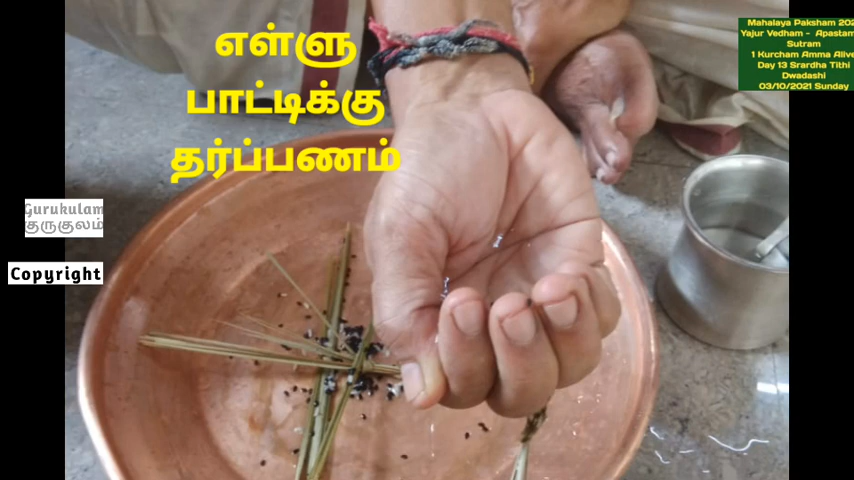 எள்ளு
பாட்டிக்கு
தர்ப்பணம்
Mahalaya Paksham 202
Yajur Vedham - Apastam
Sutram
1 Kurcham Amma Alive
Day 13 Srardha Tithi
Dwadashi
03/10/2021 Sunday
Gurukulam
குருகுலம்
Copyright